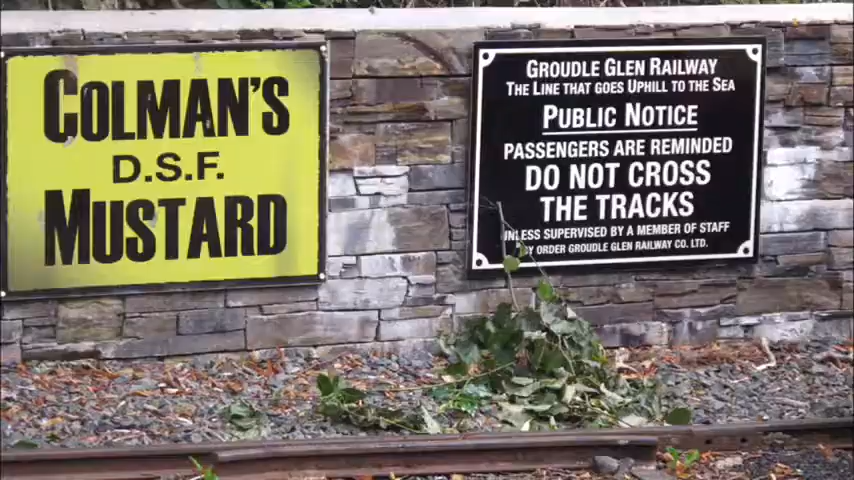 COLMAN'S
D.S.F.
MUSTARD
GROUDLE GLEN RAILWAY
THE LINE THAT GOES UPHILL TO THE SEA
PUBLIC NOTICE
PASSENGERS ARE REMINDED
DO NOT CROSS
THE TRACKS
UNLESS SUPERVISED BY A MEMBER OF STAFF
BY ORDER GROUDLE GLEN RAILWAY CO. LTD.